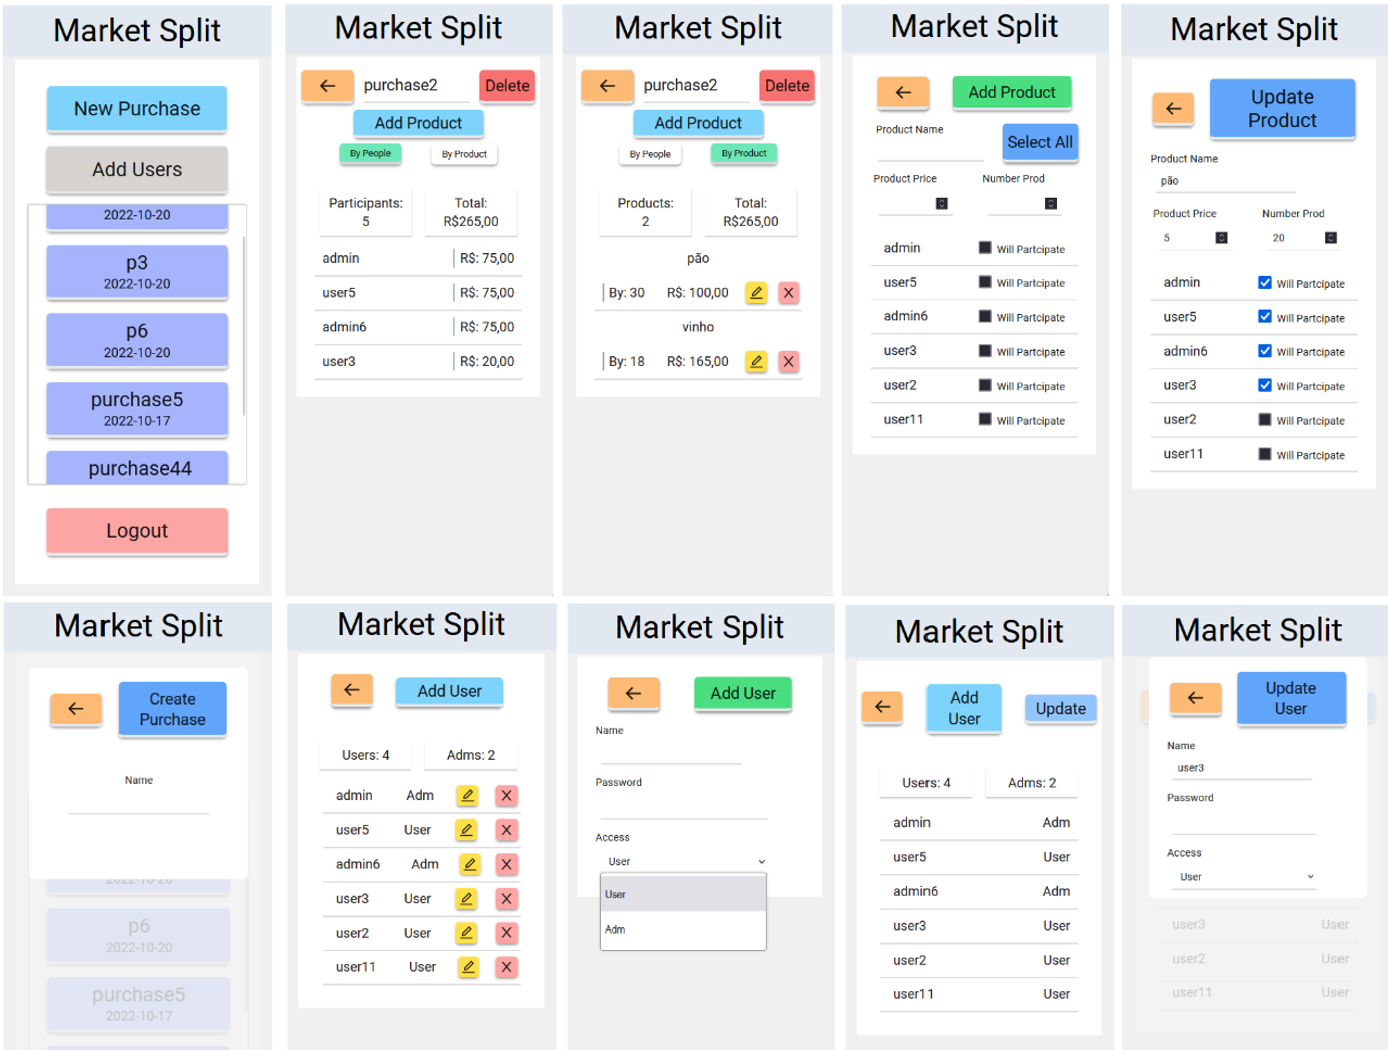 Market Split
New Purchase
Add Users
2022-10-20
p3
2022-10-20
p6
2022-10-20
purchase5
2022-10-17
purchase44
Logout
Market Split
purchase2
Delete
Add Product
By People
By Product
Participants:
5
Total:
R$265,00
admin
R$: 75,00
user5
R$: 75,00
admin6
R$: 75,00
user3
R$: 20,00
Market Split
purchase2
Delete
Add Product
By People
By Product
Products:
2
Total:
R$265,00
pão
By: 30
R$: 100,00
vinho
By: 18
R$: 165,00
Market Split
Add Product
Product Name
Select All
Product Price
Number Prod
admin
Will Partcipate
user5
Will Partcipate
admin6
Will Partcipate
user3
Will Partcipate
user2
Will Partcipate
user11
Will Partcipate
Market Split
Update
Product
Product Name
pão
Product Price
Number Prod
5
20
admin
Will Partcipate
user5
Will Partcipate
admin6
Will Partcipate
user3
Will Partcipate
user2
Will Partcipate
user11
Will Partcipate
Market Split
Create
Purchase
Name
2022-10-20
p6
2022-10-20
purchase5
2022-10-17
Market Split
Add User
Users: 4
Adms: 2
admin
Adm
user5
User
admin6
Adm
user3
User
user2
User
user11
User
Market Split
Add User
Name
Password
Access
User
User
Adm
Market Split
Add
User
Update
Users: 4
Adms: 2
admin
Adm
user5
User
admin6
Adm
user3
User
user2
User
user11
User
Market Split
Update
User
Name
user3
Password
Access
User
user3
User
user2
User
user11
User